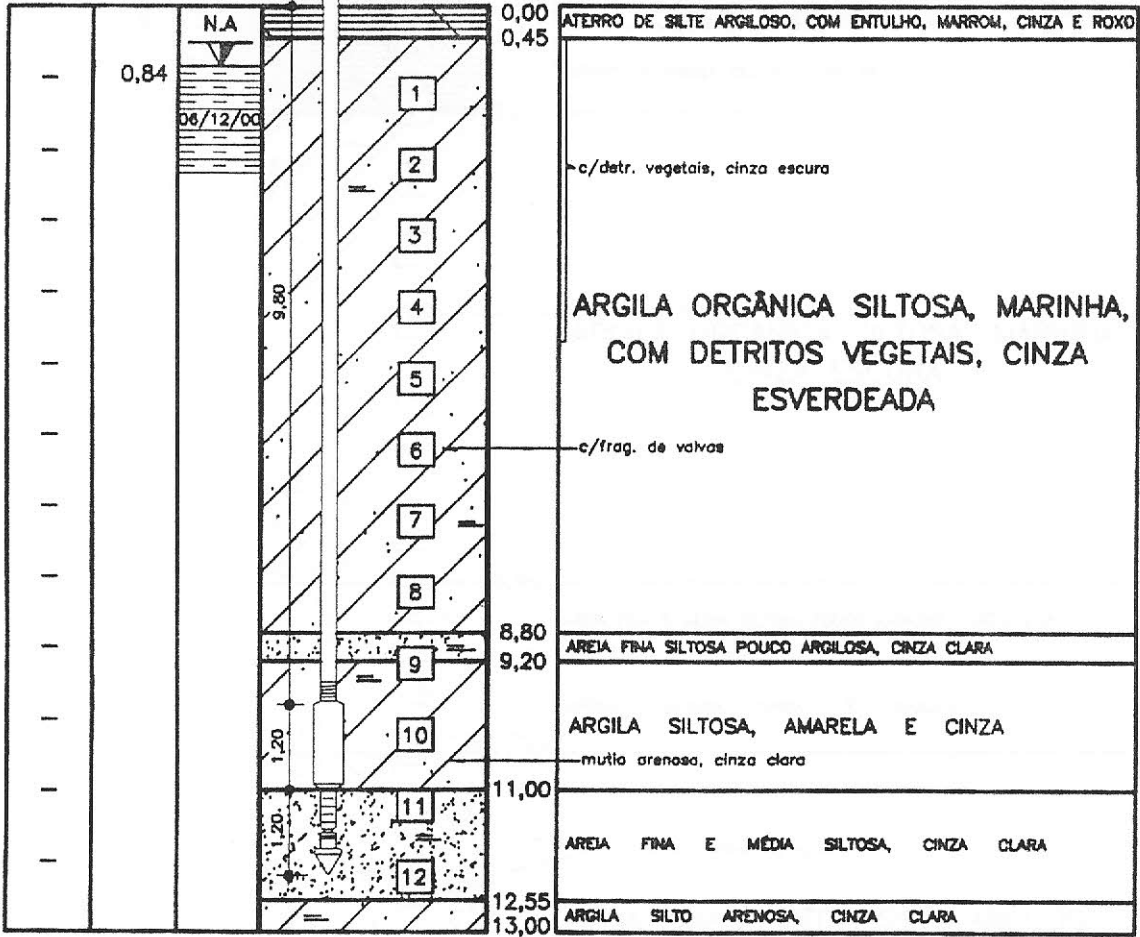 N.A
0,84
06/12/00
9,80
1,20
1,20
1
2
3
4
5
6
7
8
9
10
11
12
0,00
0,45
8,80
9,20
11,00
12,55
13,00
ATERRO DE SILTE ARGILOSO, COM ENTULHO, MARROM, CINZA E ROXO
c/detr. vegetais, cinza escura
ARGILA ORGÂNICA SILTOSA, MARINHA,
COM DETRITOS VEGETAIS, CINZA
ESVERDEADA
c/frag. de valvas
AREIA FINA SILTOSA POUCO ARGILOSA, CINZA CLARA
ARGILA SILTOSA, AMARELA E CINZA
mutio arenosa, cinza clara
AREIA FINA E MÉDIA SILTOSA, CINZA CLARA
ARGILA SILTO ARENOSA, CINZA CLARA